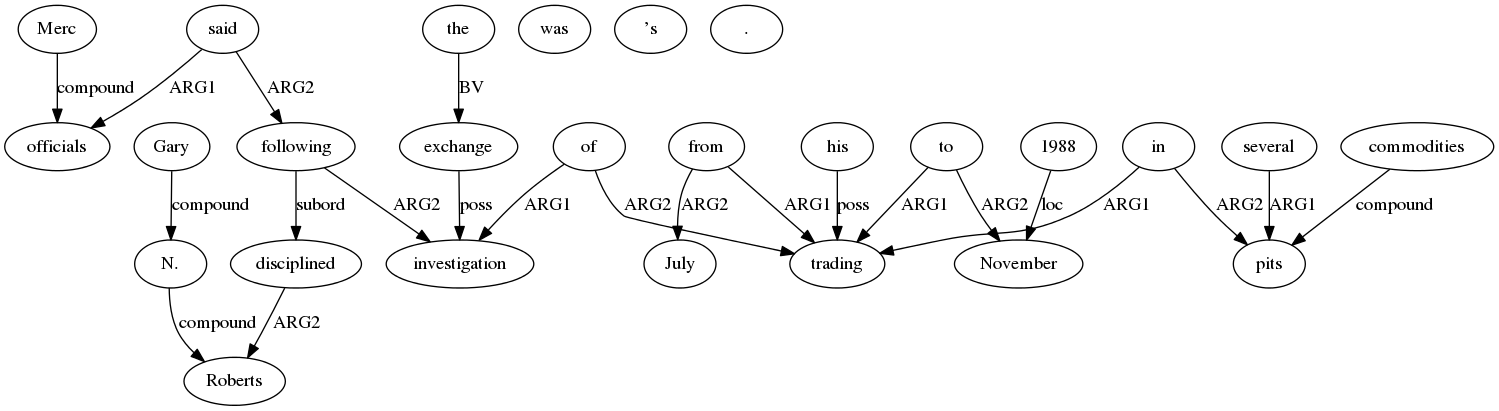 Merc said the was 's .
compound ARG1 ARG2 BV
officials Gary following exchange of from his to 1988 in several commodities
compound subord ARG2 poss ARG1 ARG2 ARG2 ARG1 poss ARG1 ARG2 loc ARG1 ARG2 ARG1 compound
N. disciplined investigation July trading November pits
compound ARG2
Roberts